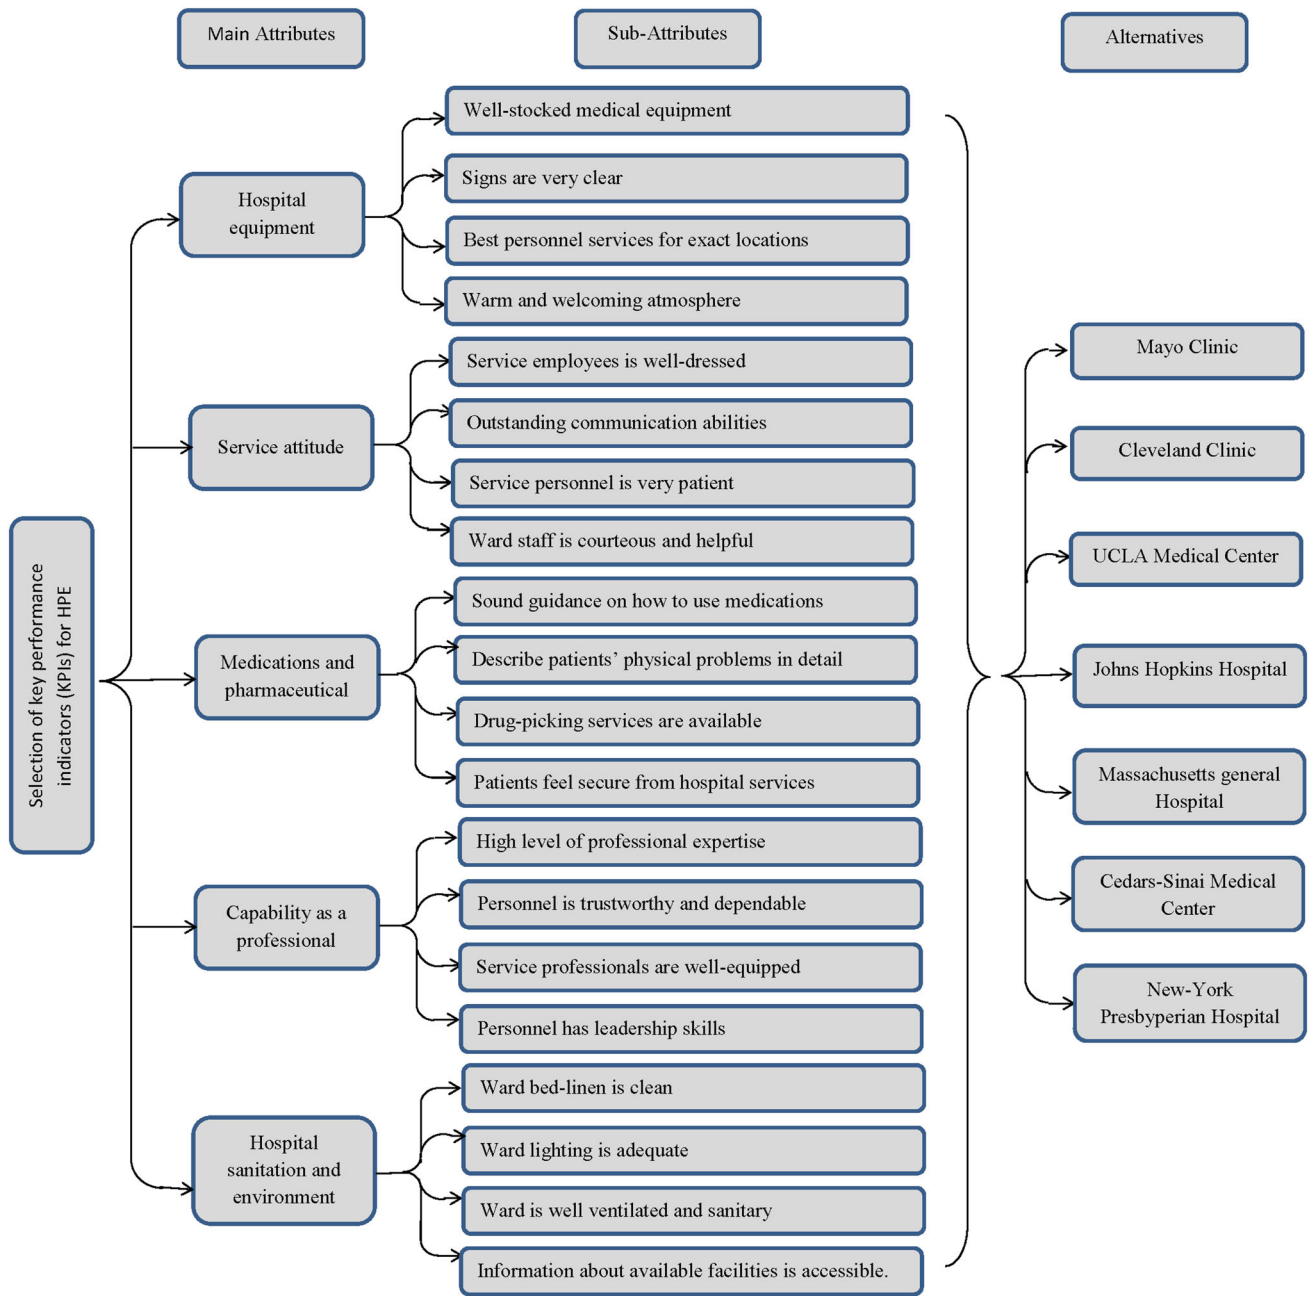 Main Attributes
Sub-Attributes
Alternatives
Selection of key performance
indicators (KPIs) for HPE
Hospital
equipment
Well-stocked medical equipment
Signs are very clear
Best personnel services for exact locations
Warm and welcoming atmosphere
Service attitude
Service employees is well-dressed
Outstanding communication abilities
Service personnel is very patient
Ward staff is courteous and helpful
Medications and
pharmaceutical
Sound guidance on how to use medications
Describe patients’ physical problems in detail
Drug-picking services are available
Patients feel secure from hospital services
Capability as a
professional
High level of professional expertise
Personnel is trustworthy and dependable
Service professionals are well-equipped
Personnel has leadership skills
Hospital
sanitation and
environment
Ward bed-linen is clean
Ward lighting is adequate
Ward is well ventilated and sanitary
Information about available facilities is accessible.
Mayo Clinic
Cleveland Clinic
UCLA Medical Center
Johns Hopkins Hospital
Massachusetts general
Hospital
Cedars-Sinai Medical
Center
New-York
Presbyperian Hospital